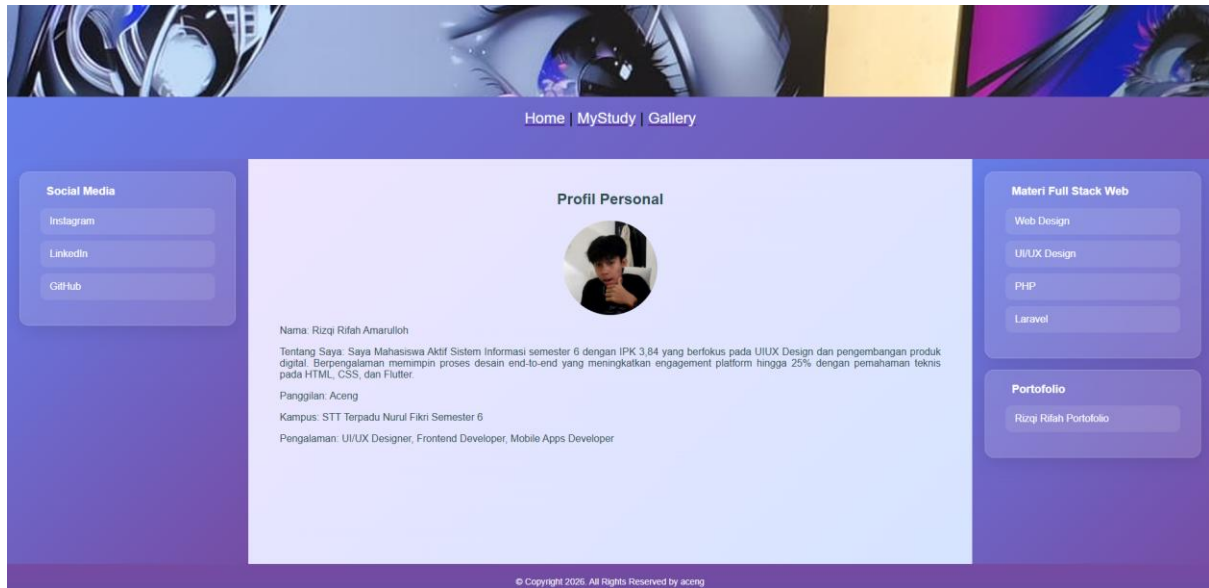 Home | MyStudy | Gallery
Social Media
Instagram
LinkedIn
GitHub
Profil Personal
Nama: Rizqi Rifah Amarulloh
Tentang Saya: Saya Mahasiswa Aktif Sistem Informasi semester 6 dengan IPK 3,84 yang berfokus pada UIUX Design dan pengembangan produk
digital. Berpengalaman memimpin proses desain end-to-end yang meningkatkan engagement platform hingga 25% dengan pemahaman teknis
pada HTML, CSS, dan Flutter.
Panggilan: Aceng
Kampus: STT Terpadu Nurul Fikri Semester 6
Pengalaman: UI/UX Designer, Frontend Developer, Mobile Apps Developer
Materi Full Stack Web
Web Design
UI/UX Design
PHP
Laravel
Portofolio
Rizqi Rifah Portofolio
© Copyright 2026. All Rights Reserved by aceng